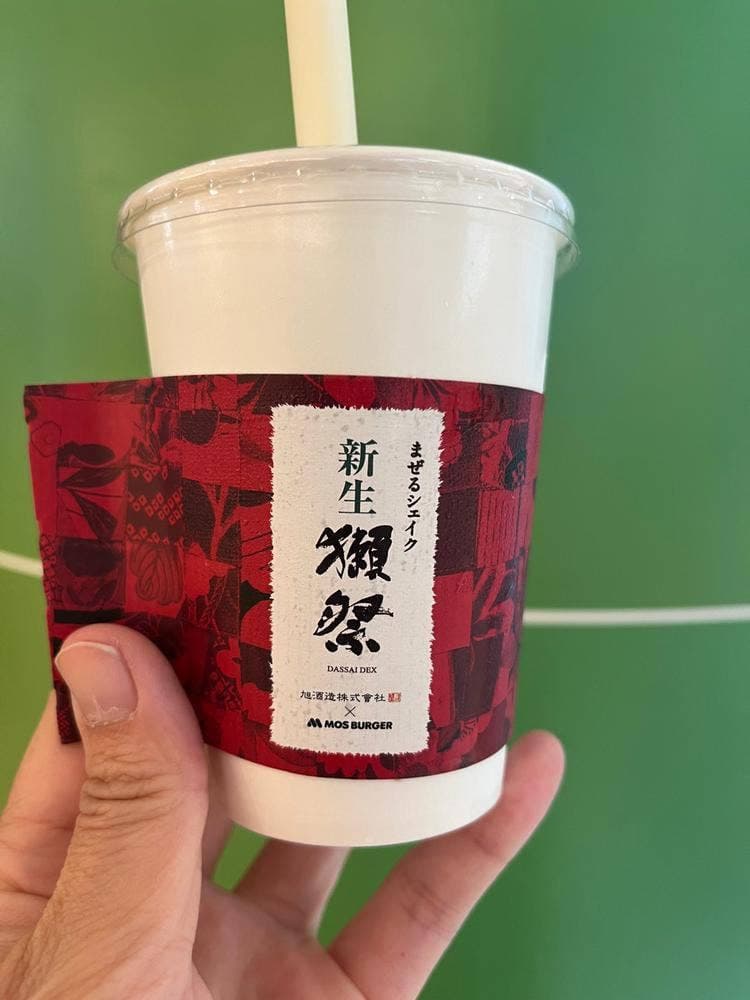 まぜるシェイク
新生
獺祭
DASSAI DEX
旭酒造株式會社
×
MOS BURGER